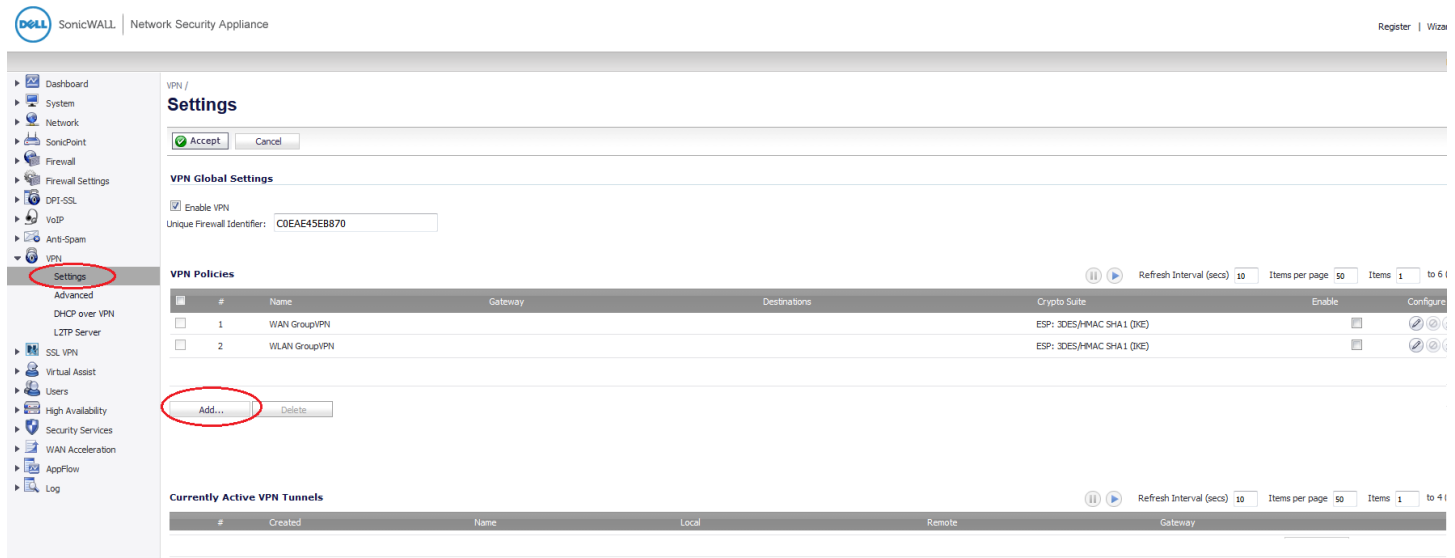 DELL SonicWALL | Network Security Appliance
Register | Wizar
Dashboard
System
Network
SonicPoint
Firewall
Firewall Settings
DPI-SSL
VoIP
Anti-Spam
VPN
Settings
Advanced
DHCP over VPN
L2TP Server
SSL VPN
Virtual Assist
Users
High Availability
Security Services
WAN Acceleration
AppFlow
Log
VPN /
Settings
Accept Cancel
VPN Global Settings
Enable VPN
Unique Firewall Identifier: C0EAE45EB870
VPN Policies Refresh Interval (secs) 10 Items per page 50 Items 1 to 6 (
# Name Gateway Destinations Crypto Suite Enable Configure
1 WAN GroupVPN ESP: 3DES/HMAC SHA1 (IKE)
2 WLAN GroupVPN ESP: 3DES/HMAC SHA1 (IKE)
Add... Delete
Currently Active VPN Tunnels Refresh Interval (secs) 10 Items per page 50 Items 1 to 4 (
# Created Name Local Remote Gateway